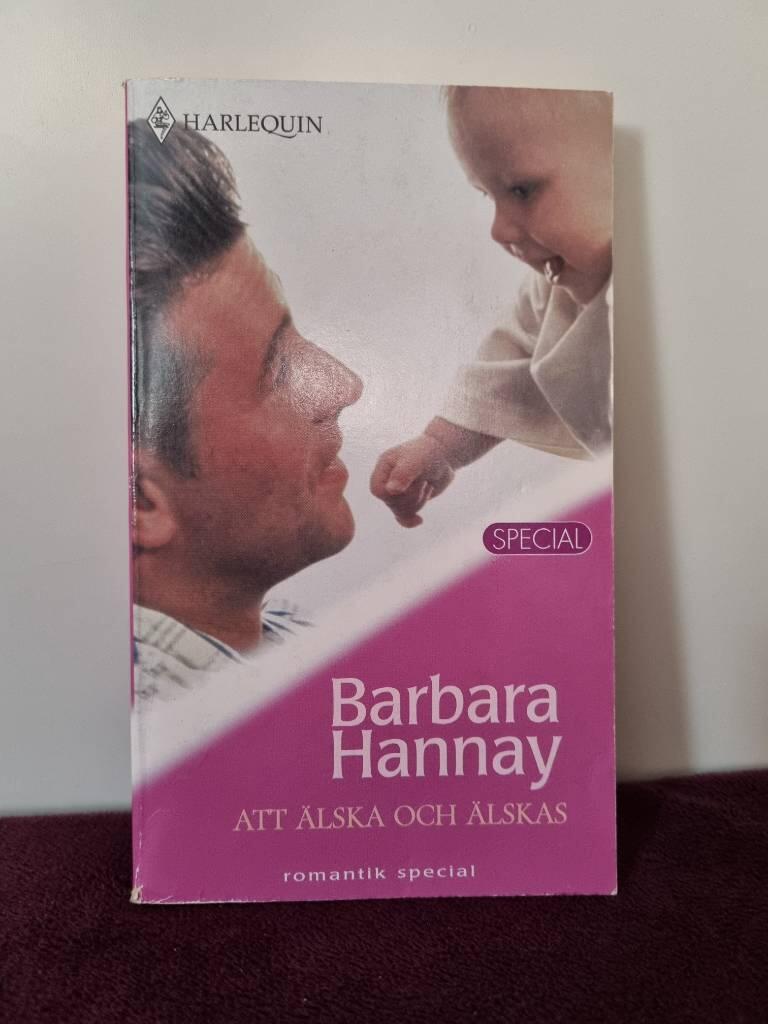 HARLEQUIN
SPECIAL
Barbara
Hannay
ATT ÄLSKA OCH ÄLSKAS
romantik special